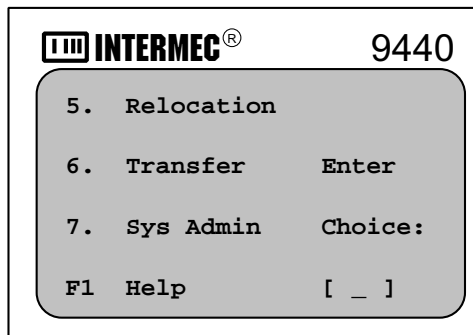 INTERMEC® 9440
5. Relocation
6. Transfer Enter
7. Sys Admin Choice:
F1 Help [ _ ]